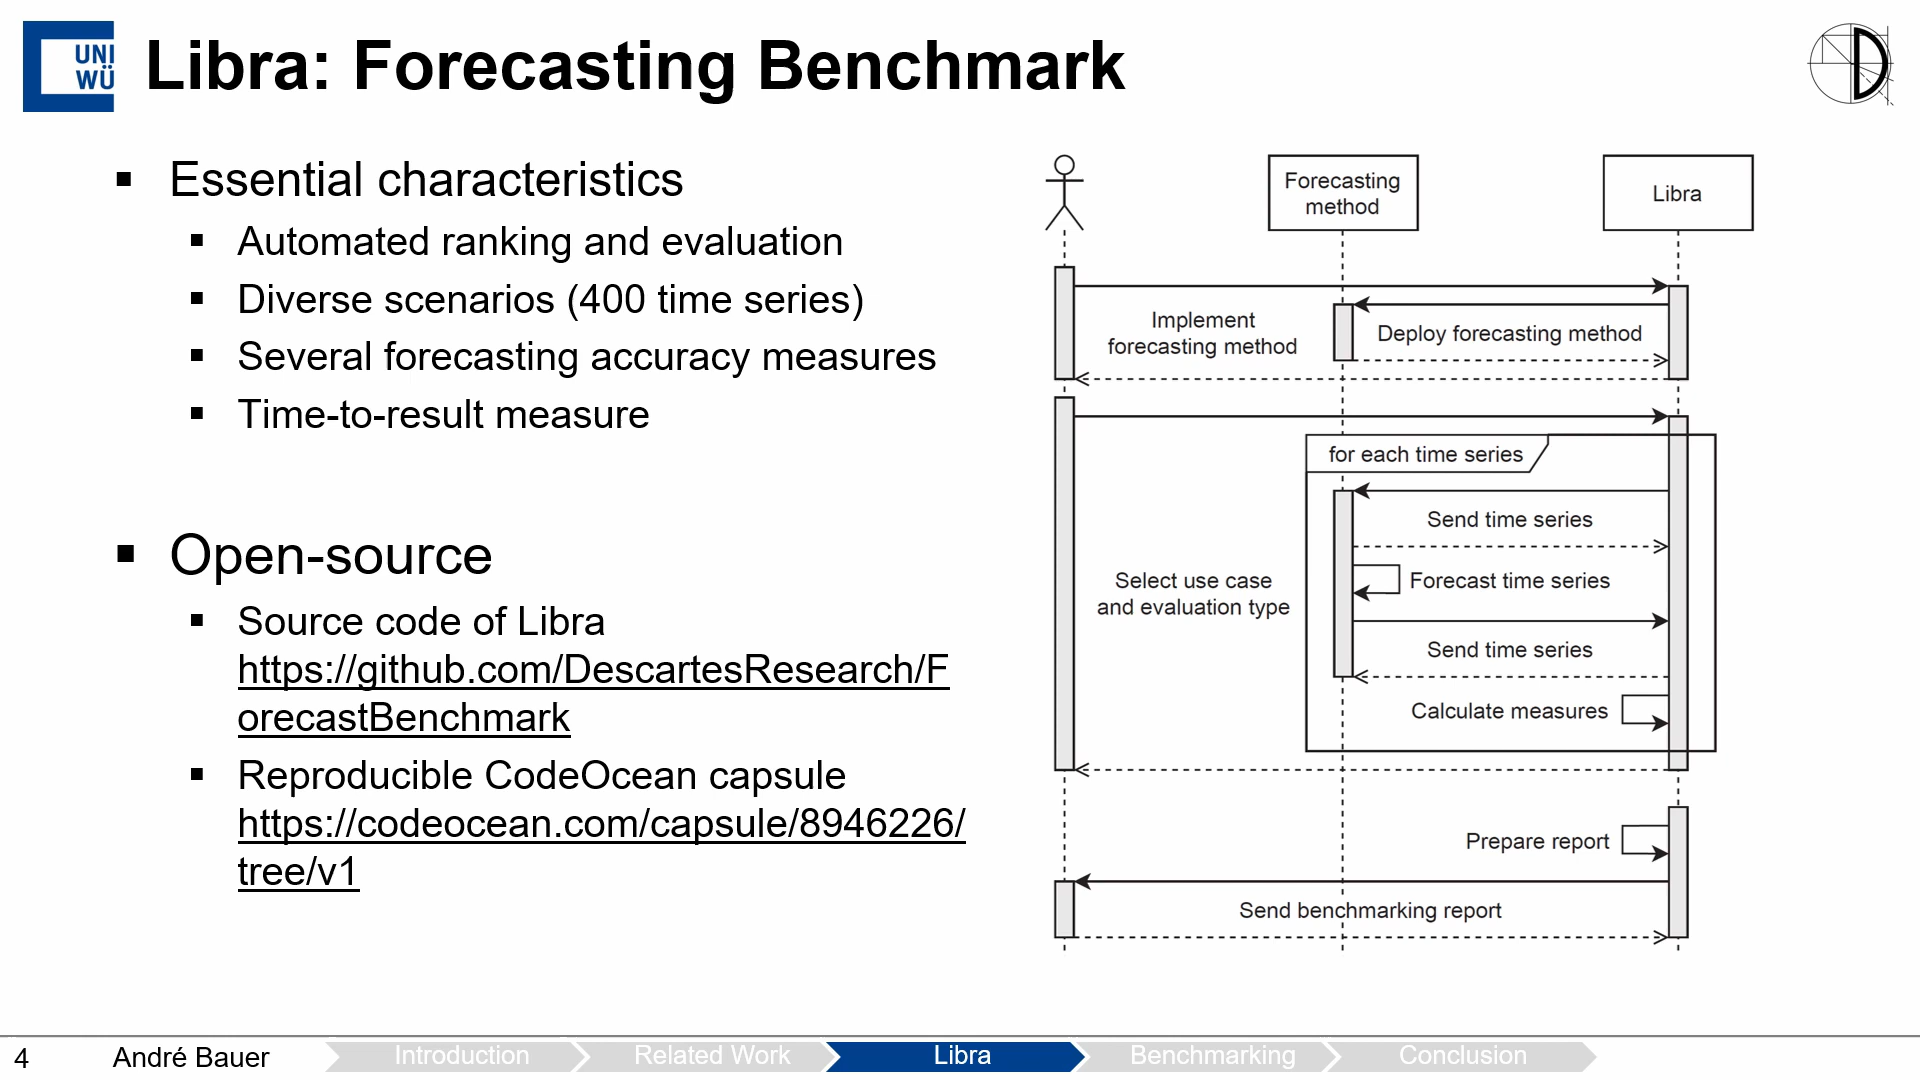 UNI
WÜ
Libra: Forecasting Benchmark
Essential characteristics
Automated ranking and evaluation
Diverse scenarios (400 time series)
Several forecasting accuracy measures
Time-to-result measure
Open-source
Source code of Libra
https://github.com/DescartesResearch/F
orecastBenchmark
Reproducible CodeOcean capsule
https://codeocean.com/capsule/8946226/
tree/v1
Forecasting
method
Libra
Implement
forecasting method
Deploy forecasting method
for each time series
Send time series
Forecast time series
Select use case
and evaluation type
Send time series
Calculate measures
Prepare report
Send benchmarking report
4
André Bauer
Introduction
Related Work
Libra
Benchmarking
Conclusion